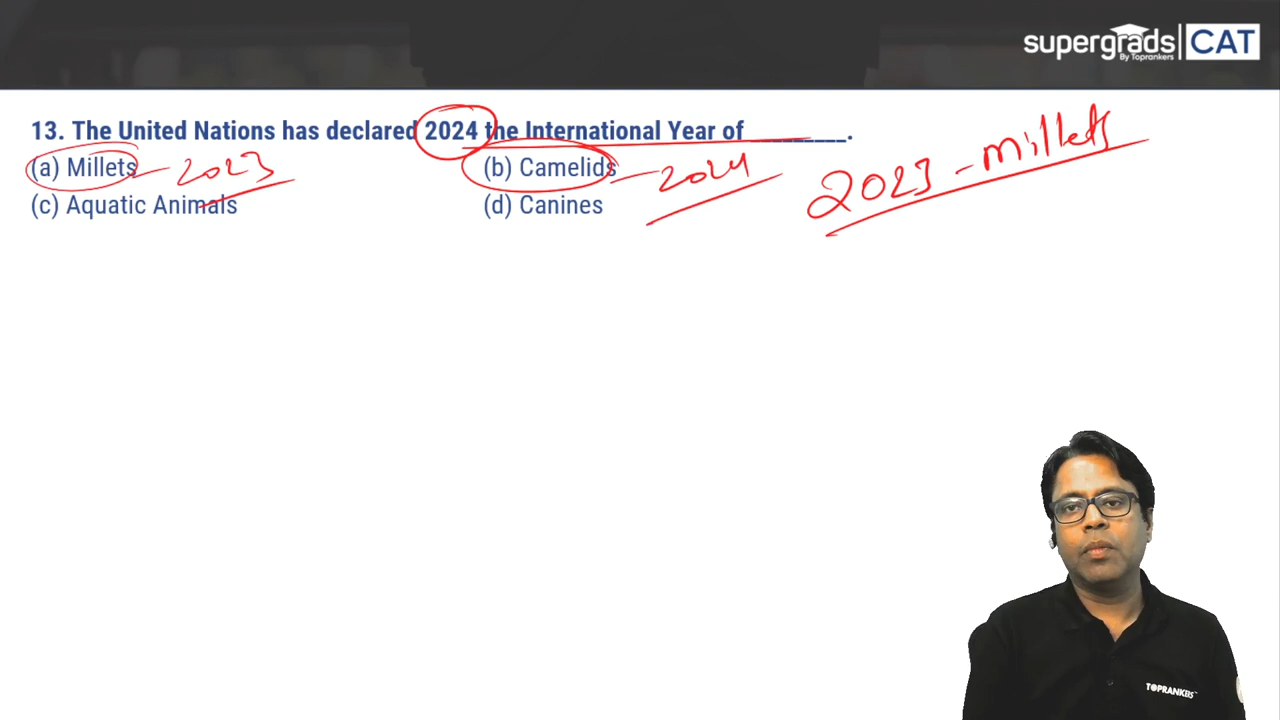 supergrads CAT
By Toprankers
13. The United Nations has declared 2024 the International Year of ________.
(a) Millets - 2023
(b) Camelids - 2024
2023 - Millets
(c) Aquatic Animals
(d) Canines
TOPRANKERS